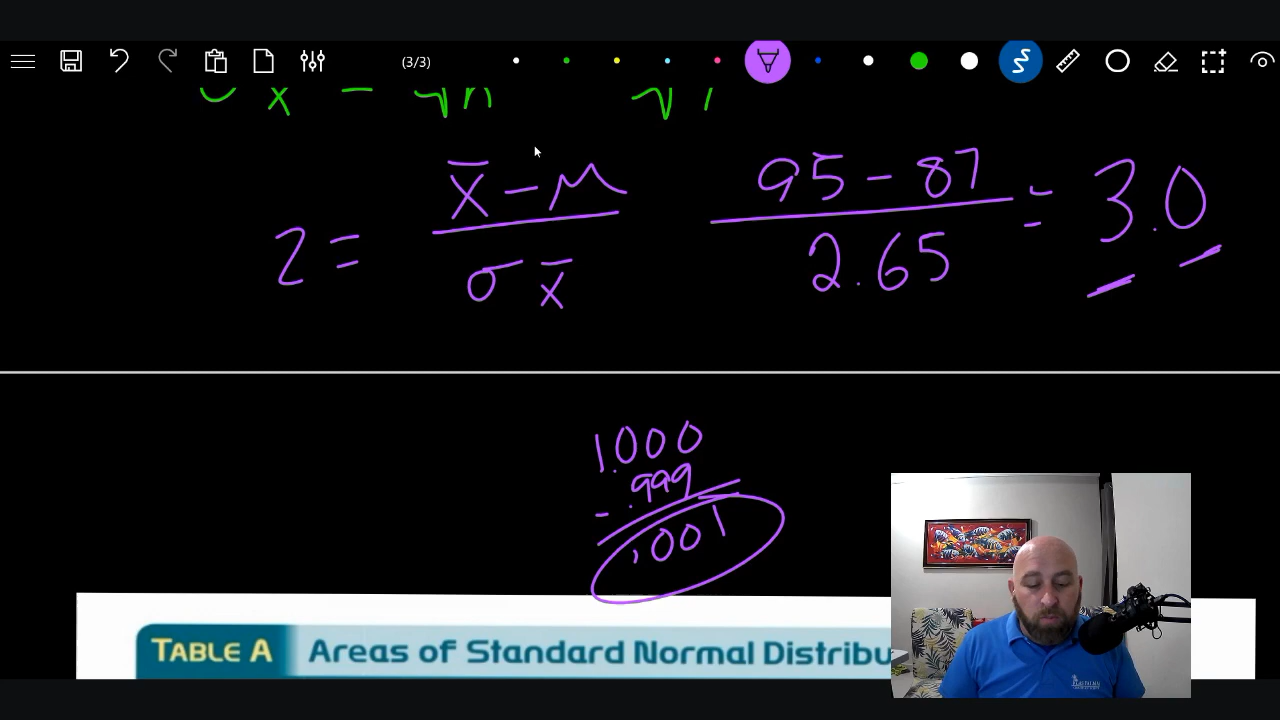 (3/3)
σx̄ = √n √
z = x̄ - μ / σx̄ 95 - 87 / 2.65 = 3.0
1.000
- .999
.001
TABLE A Areas of Standard Normal Distribu